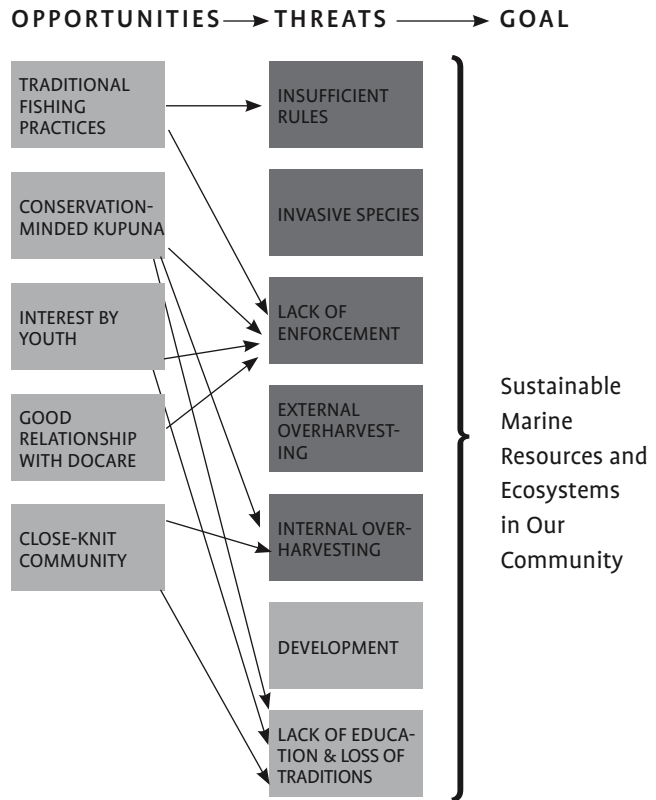 OPPORTUNITIES THREATS GOAL
TRADITIONAL
FISHING
PRACTICES
CONSERVATION-
MINDED KUPUNA
INTEREST BY
YOUTH
GOOD
RELATIONSHIP
WITH DOCARE
CLOSE-KNIT
COMMUNITY
INSUFFICIENT
RULES
INVASIVE SPECIES
LACK OF
ENFORCEMENT
EXTERNAL
OVERHARVEST-
ING
INTERNAL OVER-
HARVESTING
DEVELOPMENT
LACK OF EDUCA-
TION & LOSS OF
TRADITIONS
Sustainable
Marine
Resources and
Ecosystems
in Our
Community